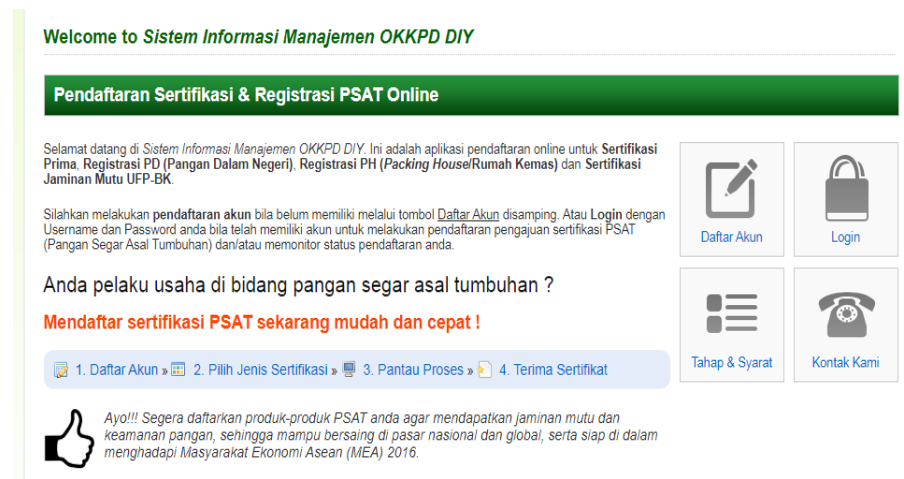 Welcome to Sistem Informasi Manajemen OKKPD DIY
Pendaftaran Sertifikasi & Registrasi PSAT Online
Selamat datang di Sistem Informasi Manajemen OKKPD DIY. Ini adalah aplikasi pendaftaran online untuk Sertifikasi
Prima, Registrasi PD (Pangan Dalam Negeri), Registrasi PH (Packing House/Rumah Kemas) dan Sertifikasi
Jaminan Mutu UFP-BK.
Silahkan melakukan pendaftaran akun bila belum memiliki melalui tombol Daftar Akun disamping. Atau Login dengan
Username dan Password anda bila telah memiliki akun untuk melakukan pendaftaran pengajuan sertifikasi PSAT
(Pangan Segar Asal Tumbuhan) dan/atau memonitor status pendaftaran anda.
Anda pelaku usaha di bidang pangan segar asal tumbuhan ?
Mendaftar sertifikasi PSAT sekarang mudah dan cepat !
1. Daftar Akun » 2. Pilih Jenis Sertifikasi » 3. Pantau Proses » 4. Terima Sertifikat
Ayo!!! Segera daftarkan produk-produk PSAT anda agar mendapatkan jaminan mutu dan
keamanan pangan, sehingga mampu bersaing di pasar nasional dan global, serta siap di dalam
menghadapi Masyarakat Ekonomi Asean (MEA) 2016.
Daftar Akun
Login
Tahap & Syarat
Kontak Kami